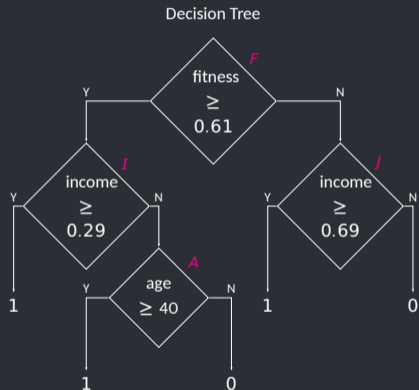 Decision Tree
F
fitness
≥
0.61
Y
N
I
income
≥
0.29
Y
N
J
income
≥
0.69
Y
N
A
age
≥ 40
Y
N
1
1
0
1
0